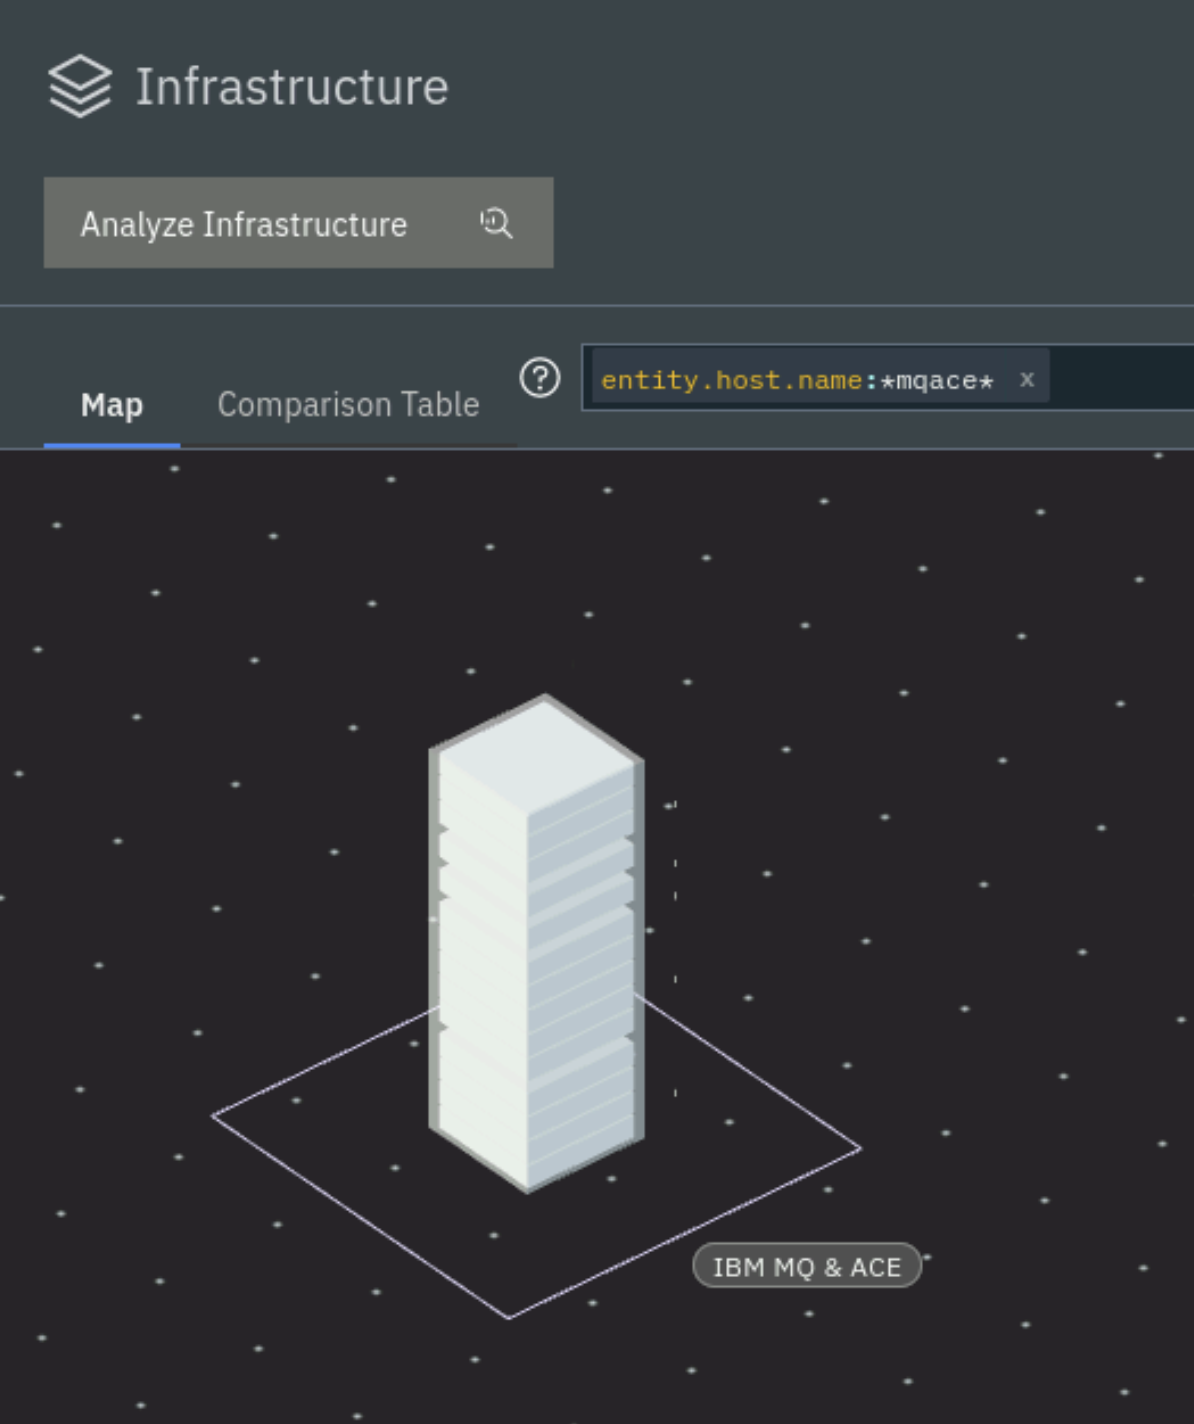 Infrastructure
Analyze Infrastructure
Map
Comparison Table
?
entity.host.name:*mqace* x
IBM MQ & ACE